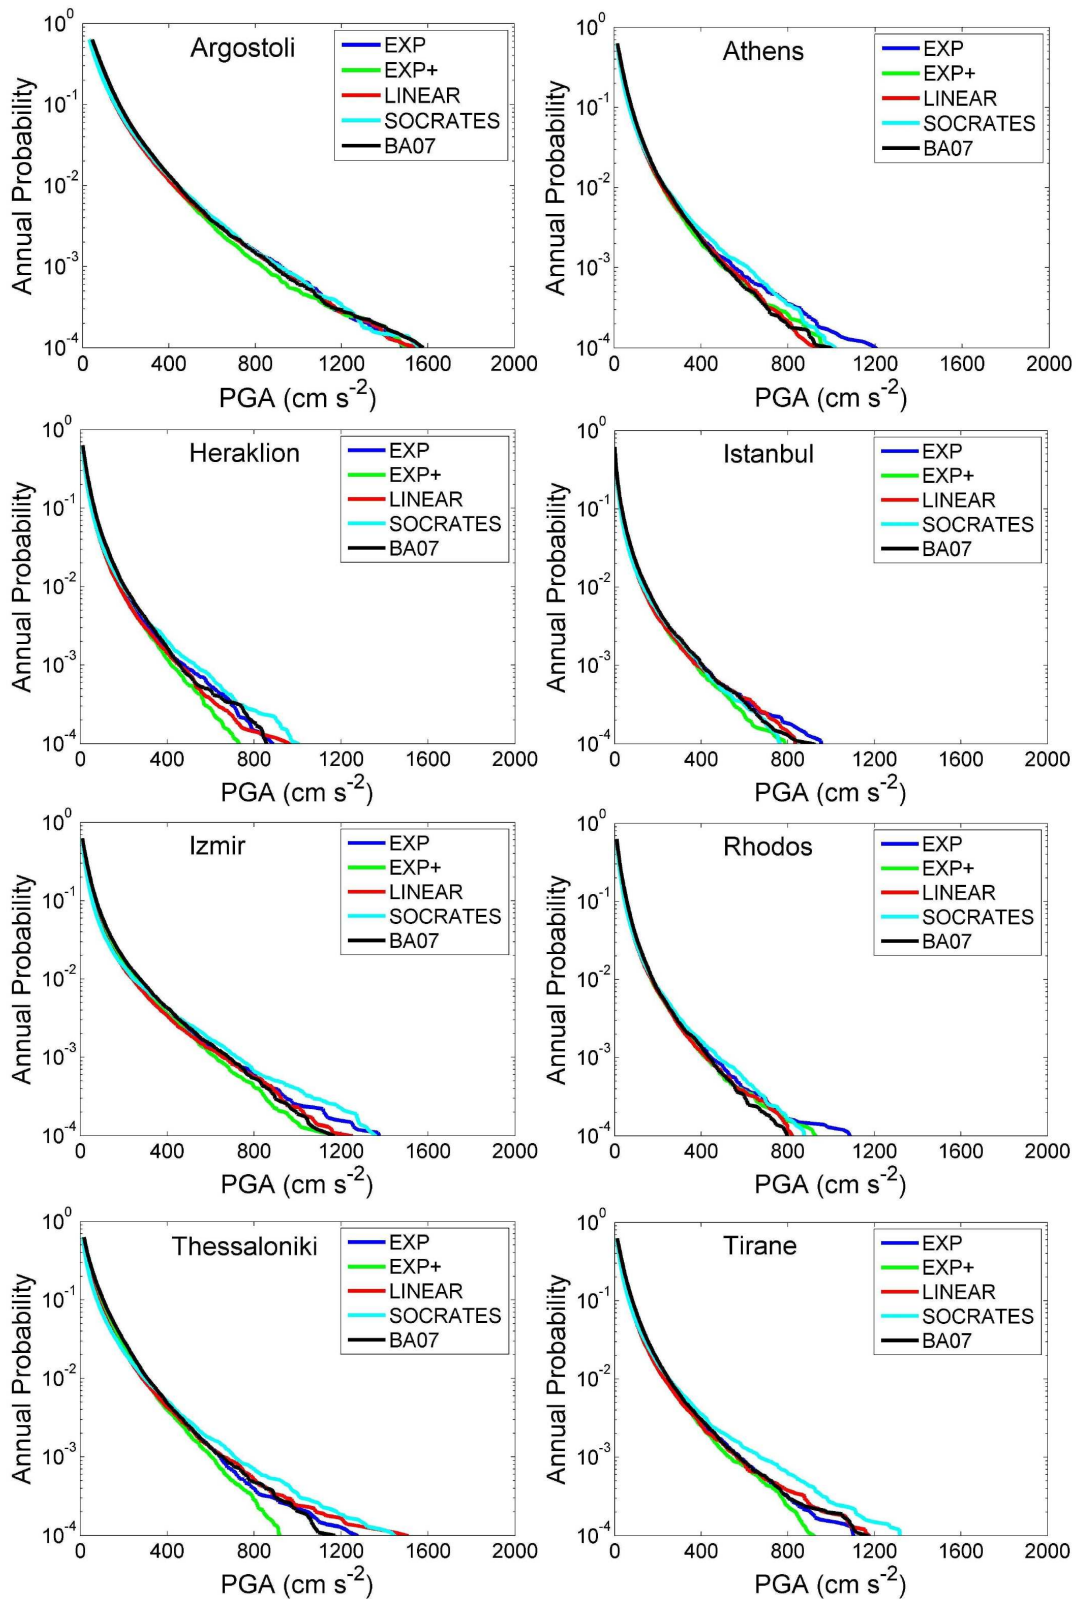 Argostoli
EXP
EXP+
LINEAR
SOCRATES
BA07
Annual Probability
10^0
10^-1
10^-2
10^-3
10^-4
0 400 800 1200 1600 2000
PGA (cm s^-2)
Athens
EXP
EXP+
LINEAR
SOCRATES
BA07
Annual Probability
10^0
10^-1
10^-2
10^-3
10^-4
0 400 800 1200 1600 2000
PGA (cm s^-2)
Heraklion
EXP
EXP+
LINEAR
SOCRATES
BA07
Annual Probability
10^0
10^-1
10^-2
10^-3
10^-4
0 400 800 1200 1600 2000
PGA (cm s^-2)
Istanbul
EXP
EXP+
LINEAR
SOCRATES
BA07
Annual Probability
10^0
10^-1
10^-2
10^-3
10^-4
0 400 800 1200 1600 2000
PGA (cm s^-2)
Izmir
EXP
EXP+
LINEAR
SOCRATES
BA07
Annual Probability
10^0
10^-1
10^-2
10^-3
10^-4
0 400 800 1200 1600 2000
PGA (cm s^-2)
Rhodos
EXP
EXP+
LINEAR
SOCRATES
BA07
Annual Probability
10^0
10^-1
10^-2
10^-3
10^-4
0 400 800 1200 1600 2000
PGA (cm s^-2)
Thessaloniki
EXP
EXP+
LINEAR
SOCRATES
BA07
Annual Probability
10^0
10^-1
10^-2
10^-3
10^-4
0 400 800 1200 1600 2000
PGA (cm s^-2)
Tirane
EXP
EXP+
LINEAR
SOCRATES
BA07
Annual Probability
10^0
10^-1
10^-2
10^-3
10^-4
0 400 800 1200 1600 2000
PGA (cm s^-2)